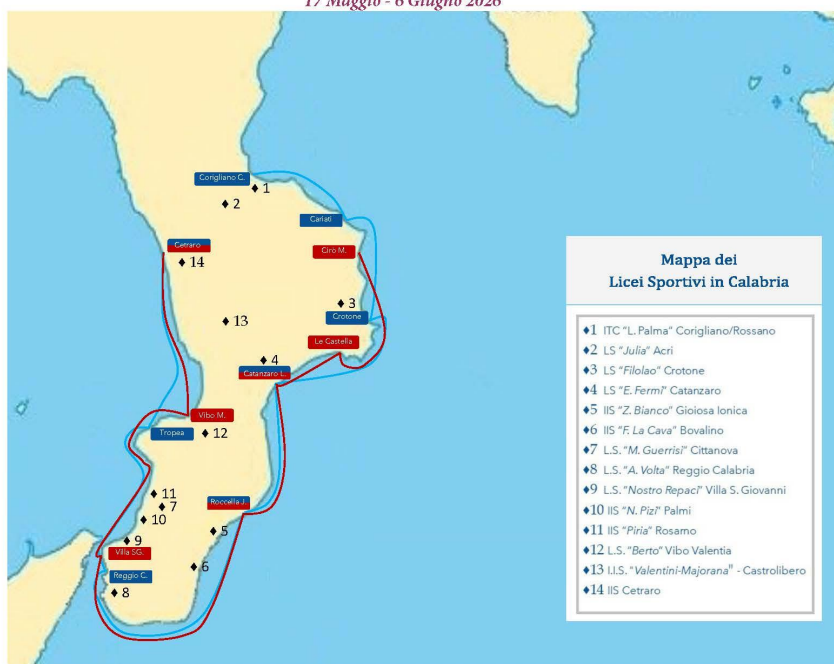 17 Maggio - 6 Giugno 2026
Corigliano C.
1
2
Cariati
Cetraro
Cirò M.
14
3
13
Crotone
Le Castella
4
Catanzaro L.
Vibo M.
Tropea
12
11
7
Roccella J.
10
5
9
Villa SG.
6
Reggio C.
8
Mappa dei
Licei Sportivi in Calabria
1 ITC "L. Palma" Corigliano/Rossano
2 LS "Julia" Acri
3 LS "Filolao" Crotone
4 LS "E. Fermi" Catanzaro
5 IIS "Z. Bianco" Gioiosa Ionica
6 IIS "F. La Cava" Bovalino
7 L.S. "M. Guerrisi" Cittanova
8 L.S. "A. Volta" Reggio Calabria
9 L.S. "Nostro Repaci" Villa S. Giovanni
10 IIS "N. Pizi" Palmi
11 IIS "Piria" Rosarno
12 L.S. "Berto" Vibo Valentia
13 I.I.S. "Valentini-Majorana" - Castrolibero
14 IIS Cetraro